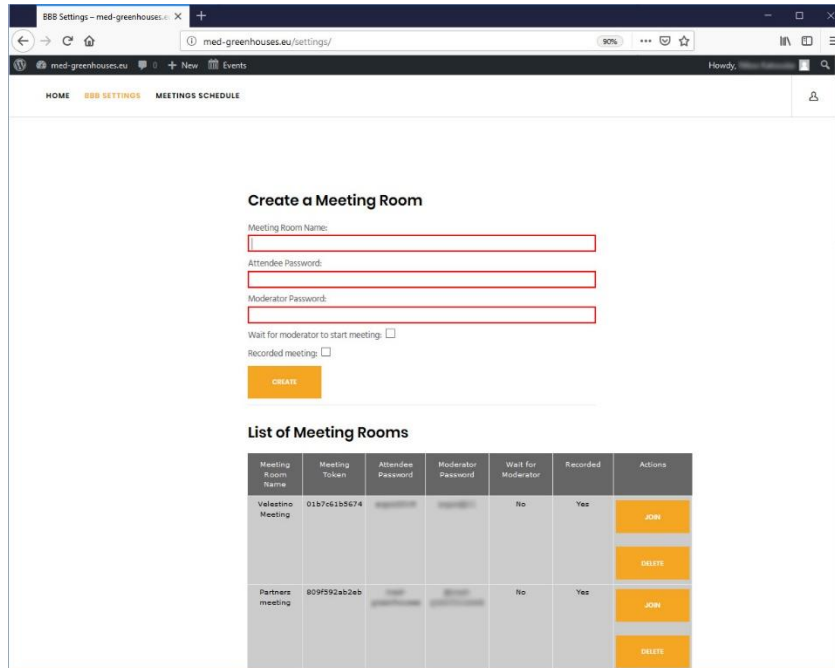 BBB Settings – med-greenhouses.e
med-greenhouses.eu/settings/
90%
med-greenhouses.eu 0 + New Events
Howdy,
HOME BBB SETTINGS MEETINGS SCHEDULE
Create a Meeting Room
Meeting Room Name:
Attendee Password:
Moderator Password:
Wait for moderator to start meeting:
Recorded meeting:
CREATE
List of Meeting Rooms
Meeting Room Name Meeting Token Attendee Password Moderator Password Wait for Moderator Recorded Actions
Velestino Meeting 01b7c61b5674 No Yes JOIN
DELETE
Partners meeting 809f592ab2eb No Yes JOIN
DELETE